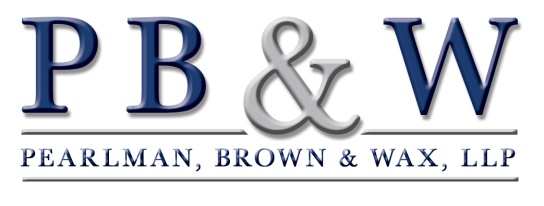 PB&W
PEARLMAN, BROWN & WAX, LLP